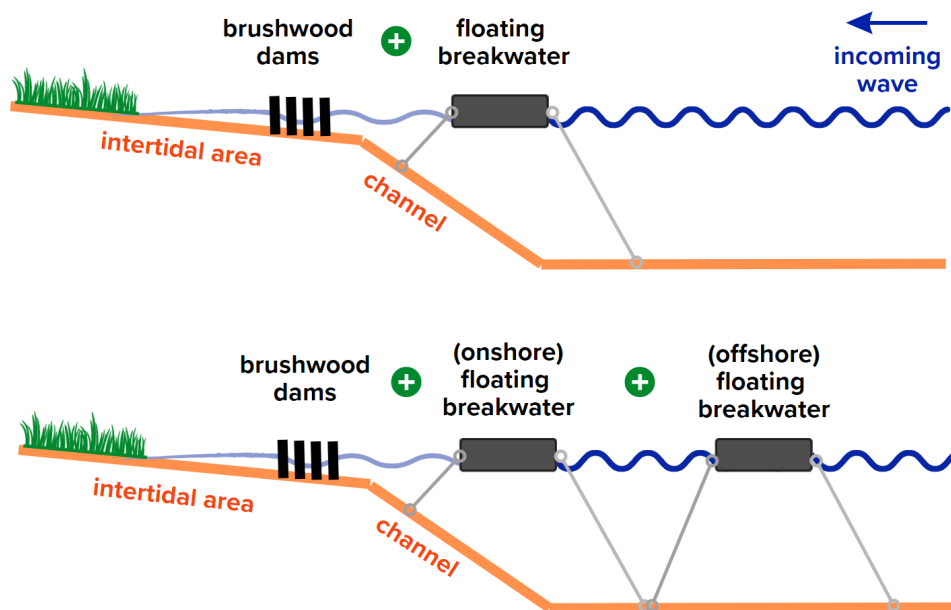 brushwood
dams
+
floating
breakwater
incoming
wave
intertidal area
channel
brushwood
dams
+
(onshore)
floating
breakwater
+
(offshore)
floating
breakwater
intertidal area
channel